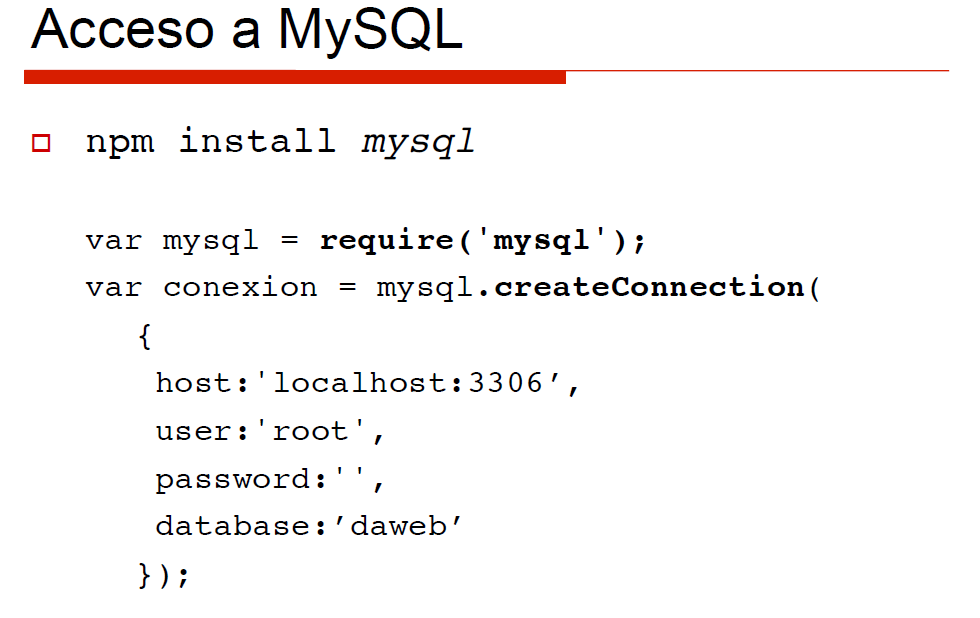 Acceso a MySQL
npm install mysql
var mysql = require('mysql');
var conexion = mysql.createConnection(
{
host:'localhost:3306’,
user:'root',
password:'',
database:’daweb’
});